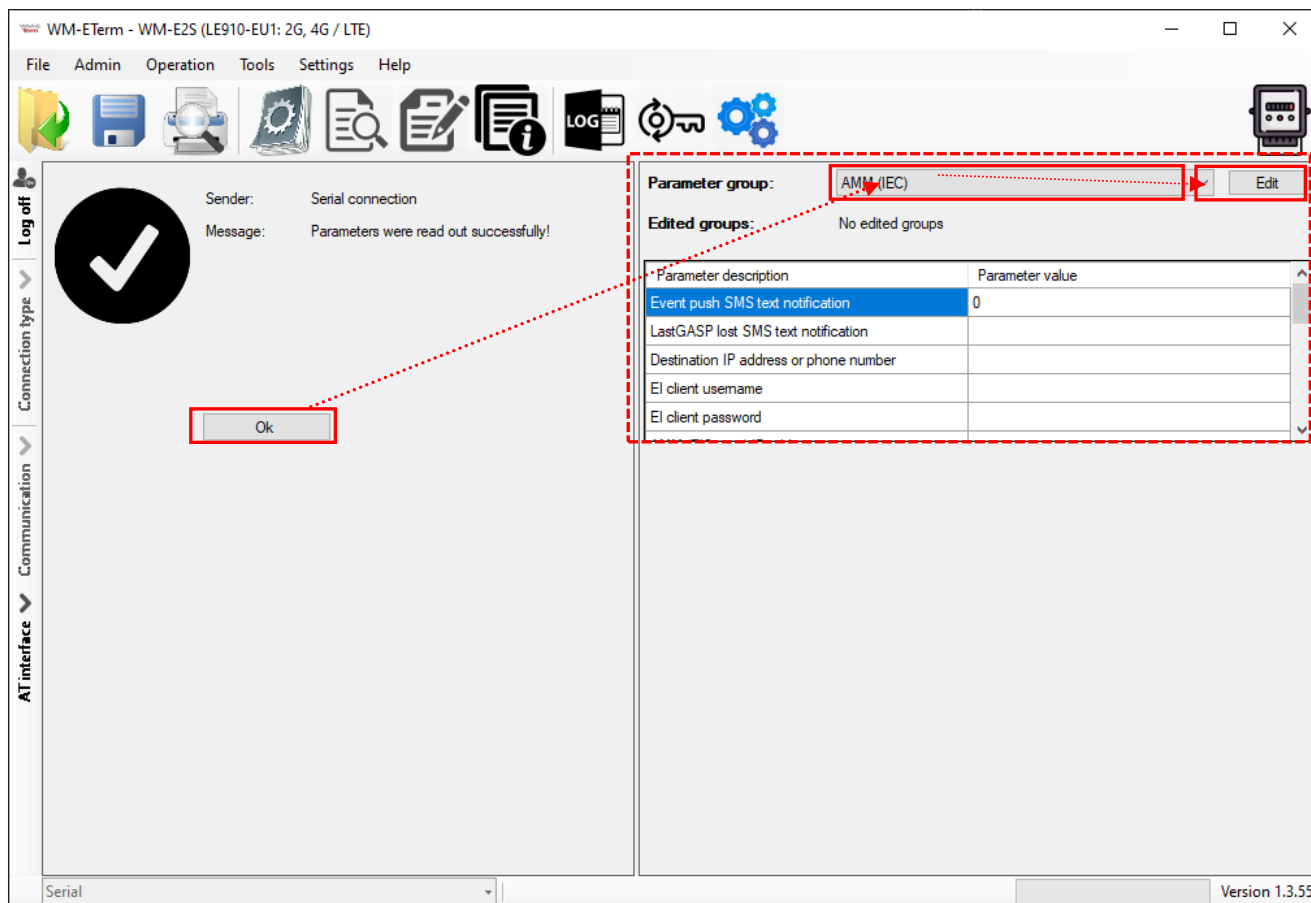 WM-ETerm - WM-E2S (LE910-EU1: 2G, 4G / LTE)
File Admin Operation Tools Settings Help
LOG
Log off
Connection type
Communication
AT interface
Sender: Serial connection
Message: Parameters were read out successfully!
Ok
Parameter group: AMM (IEC) Edit
Edited groups: No edited groups
Parameter description Parameter value
Event push SMS text notification 0
LastGASP lost SMS text notification
Destination IP address or phone number
EI client username
EI client password
Serial
Version 1.3.55